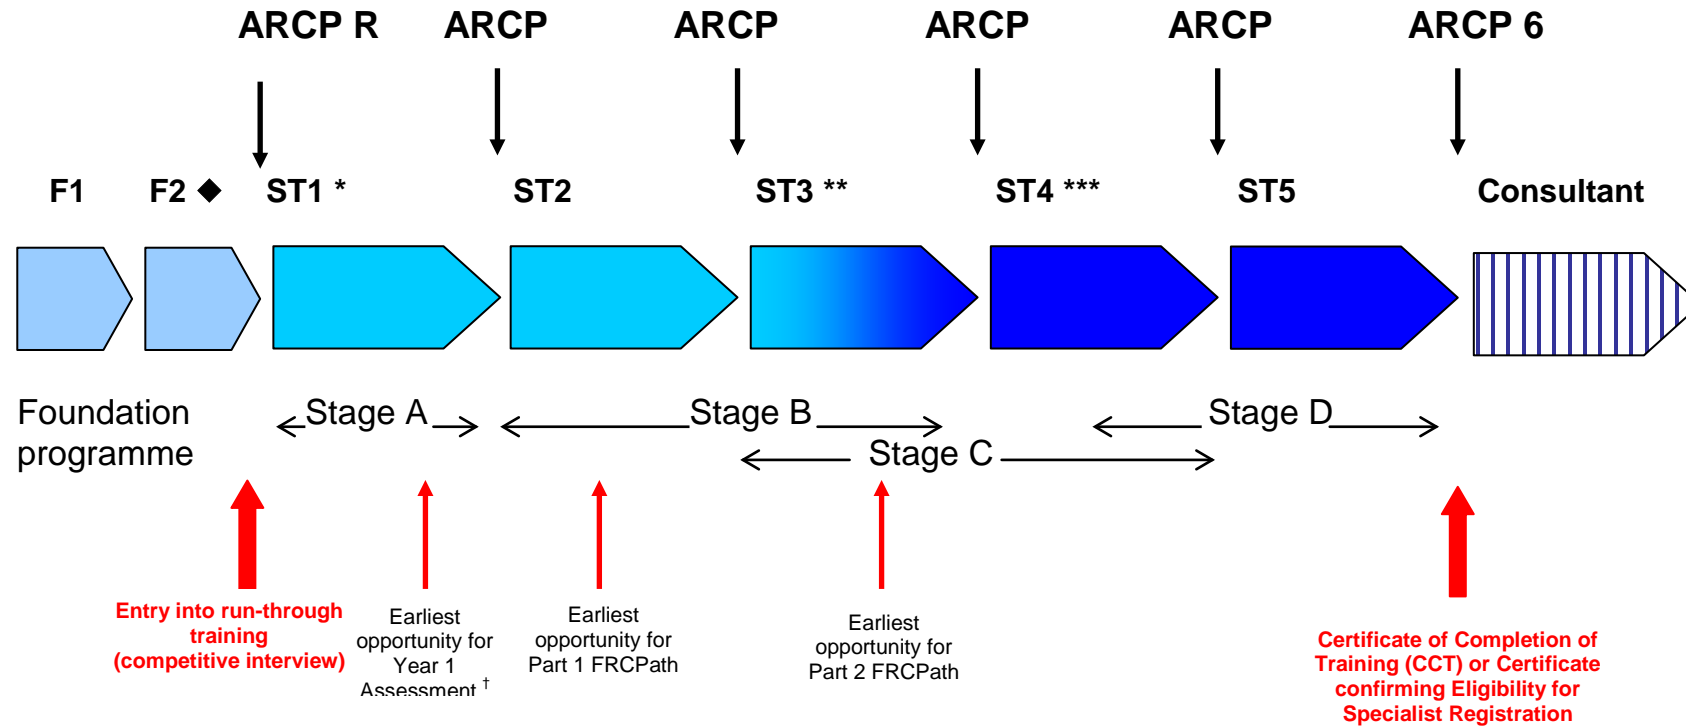 ARCP R
ARCP
ARCP
ARCP
ARCP
ARCP 6
F1
F2 ◆
ST1 *
ST2
ST3 **
ST4 ***
ST5
Consultant
Foundation
programme
Stage A
Stage B
Stage C
Stage D
Entry into run-through
training
(competitive interview)
Earliest
opportunity for
Year 1
Assessment †
Earliest
opportunity for
Part 1 FRCPath
Earliest
opportunity for
Part 2 FRCPath
Certificate of Completion of
Training (CCT) or Certificate
confirming Eligibility for
Specialist Registration